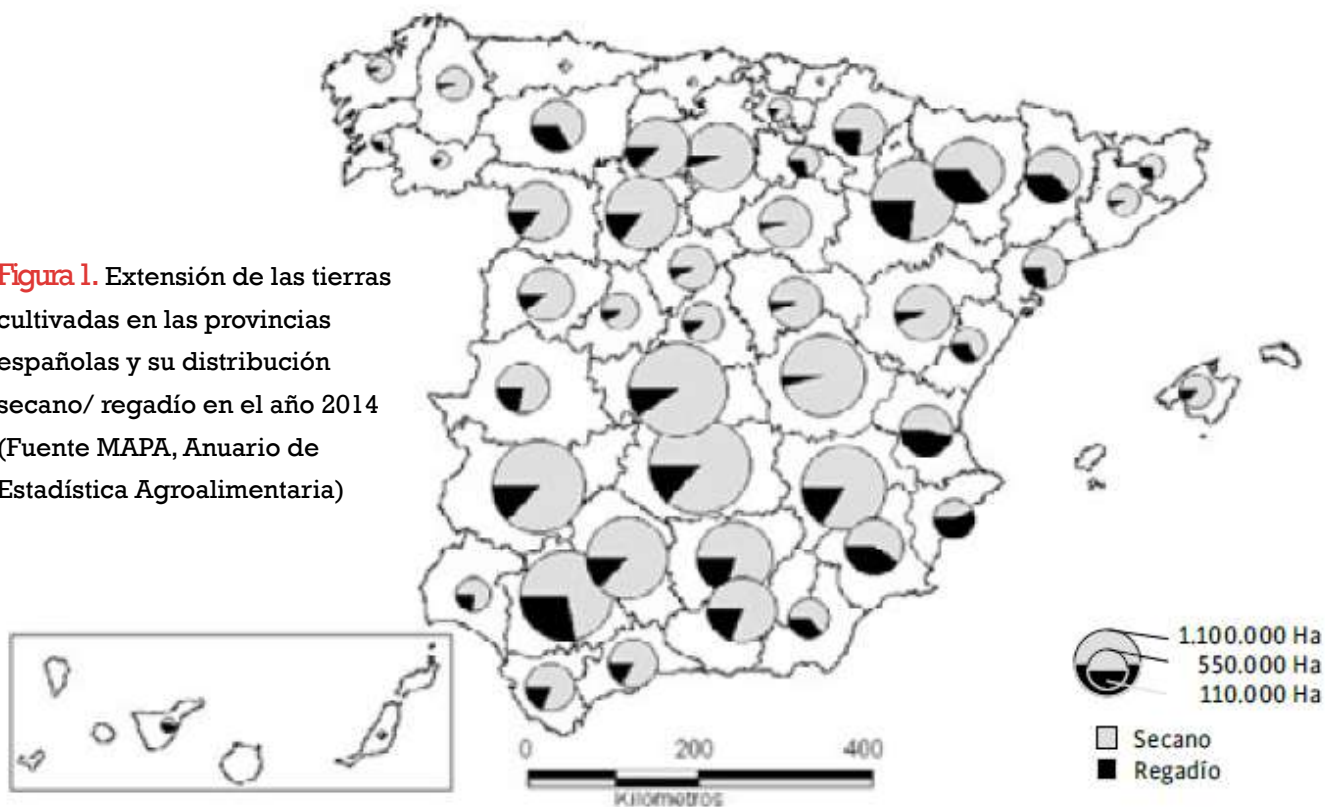 Figura 1. Extensión de las tierras
cultivadas en las provincias
españolas y su distribución
secano/ regadío en el año 2014
(Fuente MAPA, Anuario de
Estadística Agroalimentaria)
1.100.000 Ha
550.000 Ha
110.000 Ha
Secano
Regadío
0 200 400
Kilometros